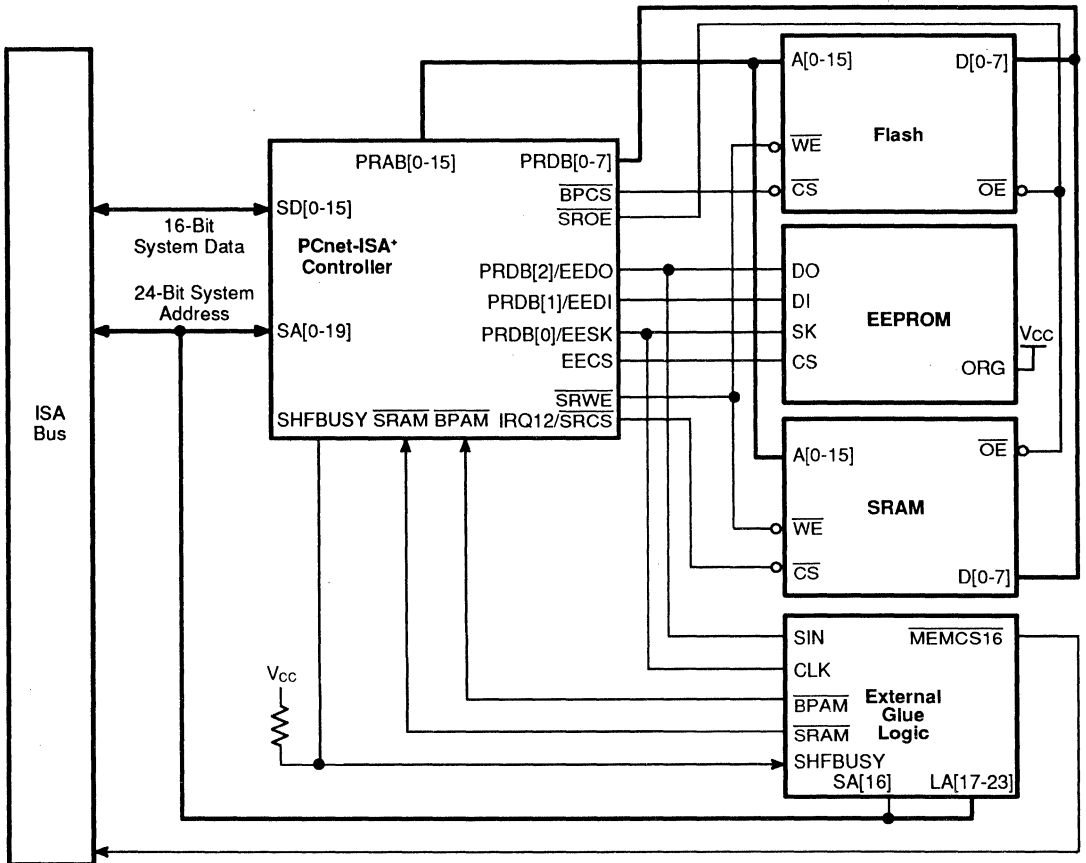 ISA
Bus
16-Bit
System Data
24-Bit System
Address
PRAB[0-15]
PRDB[0-7]
BPCS
SROE
SD[0-15]
PCnet-ISA+
Controller
PRDB[2]/EEDO
PRDB[1]/EEDI
PRDB[0]/EESK
EECS
SA[0-19]
SRWE
SHFBUSY SRAM BPAM IRQ12/SRCS
A[0-15]
D[0-7]
Flash
WE
CS
OE
DO
DI
EEPROM
SK
CS
ORG
VCC
A[0-15]
OE
SRAM
WE
CS
D[0-7]
SIN
MEMCS16
CLK
BPAM
External
Glue
Logic
SRAM
SHFBUSY
SA[16]
LA[17-23]
VCC